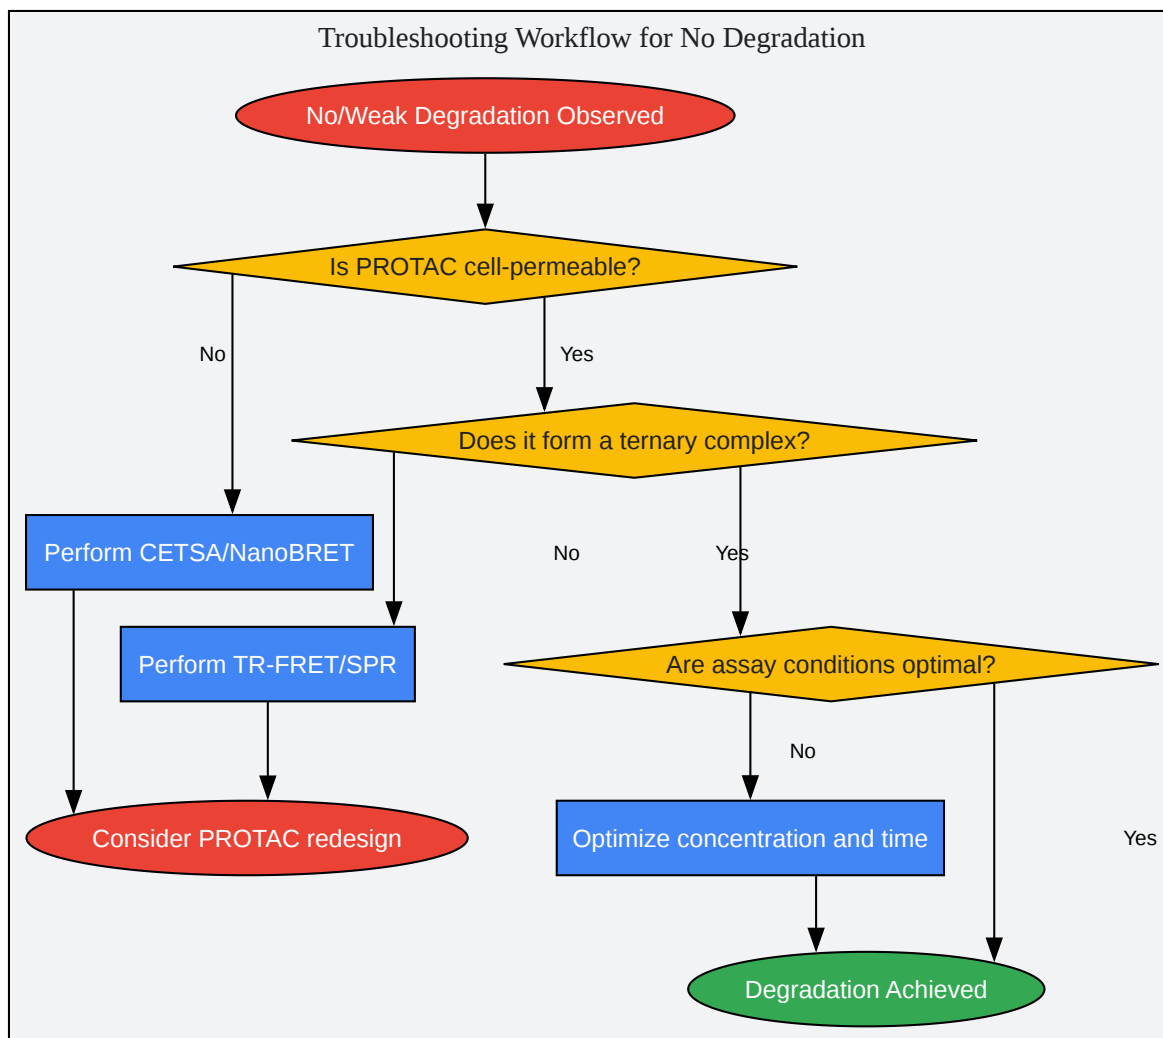 Troubleshooting Workflow for No Degradation
No/Weak Degradation Observed
Is PROTAC cell-permeable?
No
Yes
Does it form a ternary complex?
Perform CETSA/NanoBRET
No
Yes
Perform TR-FRET/SPR
Are assay conditions optimal?
No
Consider PROTAC redesign
Optimize concentration and time
Yes
Degradation Achieved